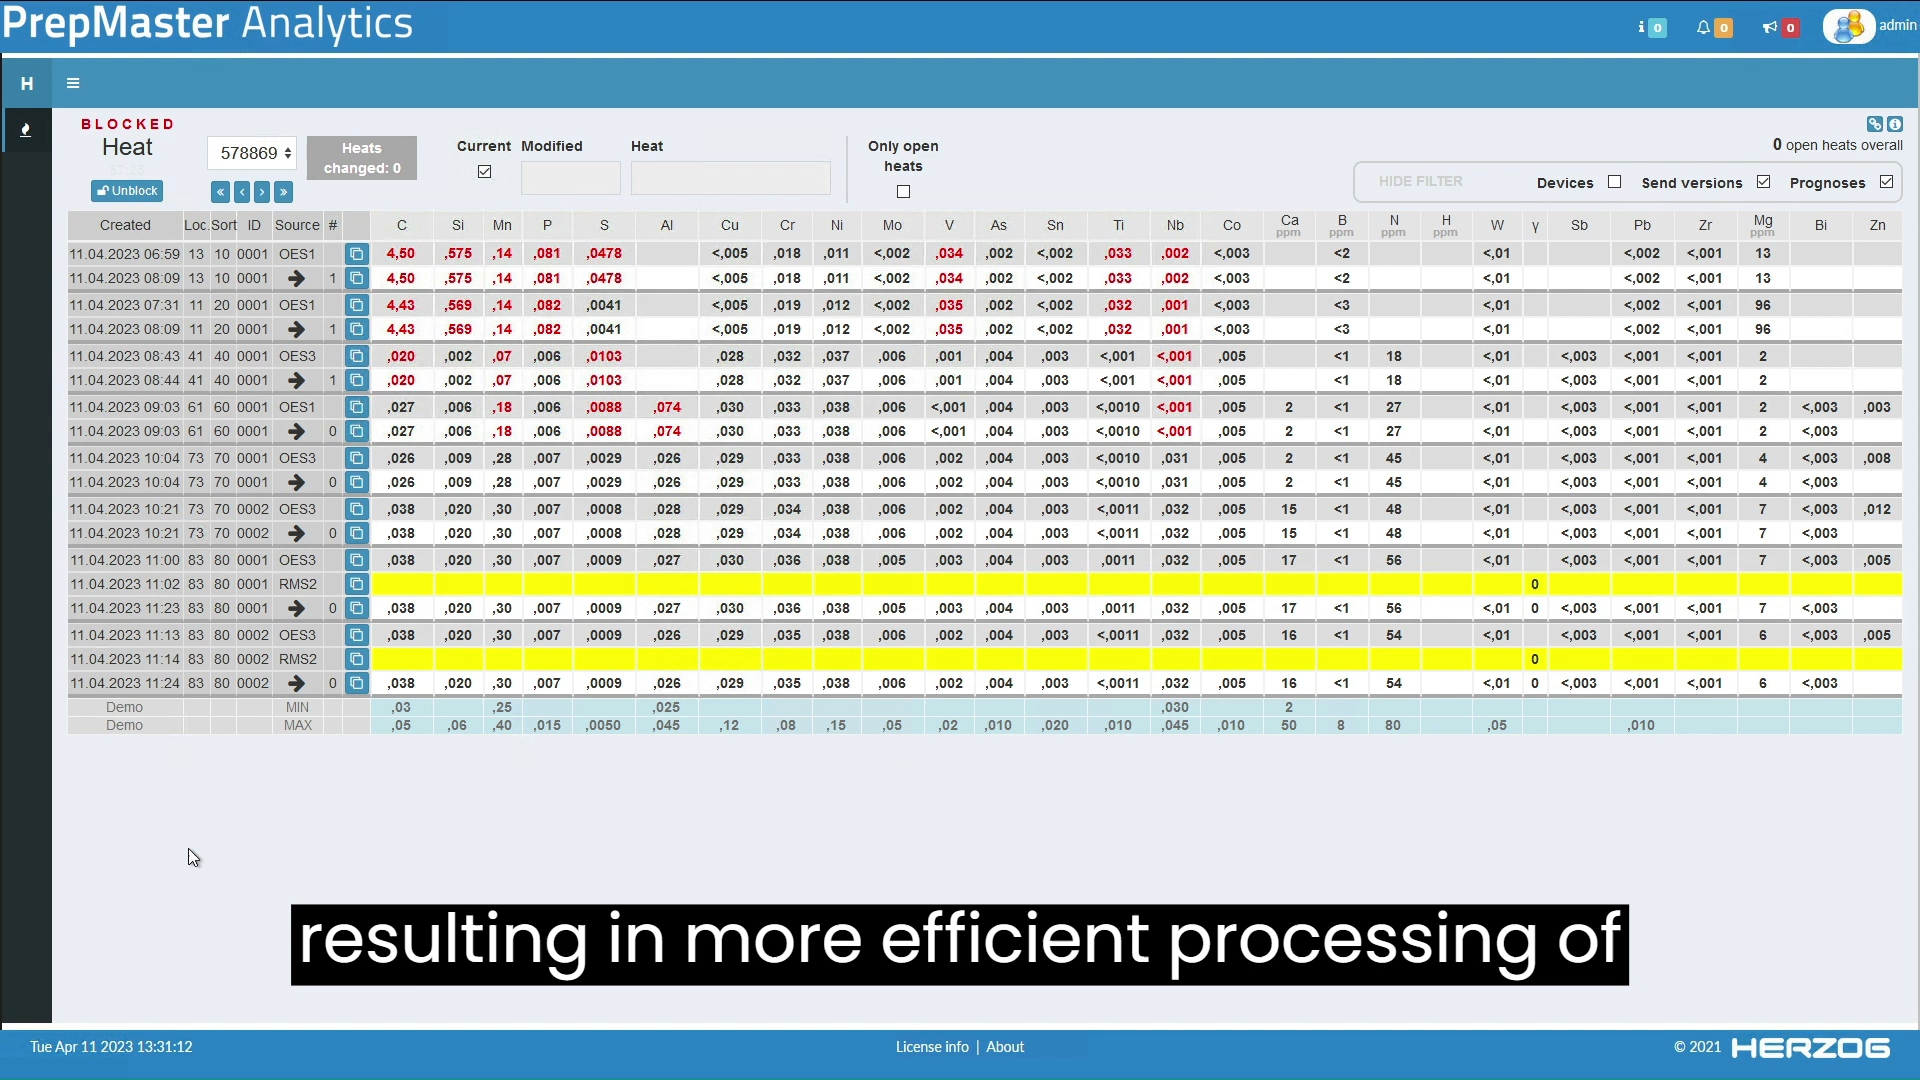 PrepMaster Analytics
0 0 0 admin
H
BLOCKED
Heat
Unblock
578869
« ‹ › »
Heats
changed: 0
Current Modified Heat
Only open
heats
0 open heats overall
HIDE FILTER Devices Send versions Prognoses
Created Loc. Sort ID Source # C Si Mn P S Al Cu Cr Ni Mo V As Sn Ti Nb Co Ca ppm B ppm N ppm H ppm W γ Sb Pb Zr Mg ppm Bi Zn
11.04.2023 06:59 13 10 0001 OES1 4,50 ,575 ,14 ,081 ,0478 <,005 ,018 ,011 <,002 ,034 ,002 <,002 ,033 ,002 <,003 <2 <,01 <,002 <,001 13
11.04.2023 08:09 13 10 0001 1 4,50 ,575 ,14 ,081 ,0478 <,005 ,018 ,011 <,002 ,034 ,002 <,002 ,033 ,002 <,003 <2 <,01 <,002 <,001 13
11.04.2023 07:31 11 20 0001 OES1 4,43 ,569 ,14 ,082 ,0041 <,005 ,019 ,012 <,002 ,035 ,002 <,002 ,032 ,001 <,003 <3 <,01 <,002 <,001 96
11.04.2023 08:09 11 20 0001 1 4,43 ,569 ,14 ,082 ,0041 <,005 ,019 ,012 <,002 ,035 ,002 <,002 ,032 ,001 <,003 <3 <,01 <,002 <,001 96
11.04.2023 08:43 41 40 0001 OES3 ,020 ,002 ,07 ,006 ,0103 ,028 ,032 ,037 ,006 ,001 ,004 ,003 <,001 <,001 ,005 <1 18 <,01 <,003 <,001 <,001 2
11.04.2023 08:44 41 40 0001 1 ,020 ,002 ,07 ,006 ,0103 ,028 ,032 ,037 ,006 ,001 ,004 ,003 <,001 <,001 ,005 <1 18 <,01 <,003 <,001 <,001 2
11.04.2023 09:03 61 60 0001 OES1 ,027 ,006 ,18 ,006 ,0088 ,074 ,030 ,033 ,038 ,006 <,001 ,004 ,003 <,0010 <,001 ,005 2 <1 27 <,01 <,003 <,001 <,001 2 <,003 ,003
11.04.2023 09:03 61 60 0001 0 ,027 ,006 ,18 ,006 ,0088 ,074 ,030 ,033 ,038 ,006 <,001 ,004 ,003 <,0010 <,001 ,005 2 <1 27 <,01 <,003 <,001 <,001 2 <,003
11.04.2023 10:04 73 70 0001 OES3 ,026 ,009 ,28 ,007 ,0029 ,026 ,029 ,033 ,038 ,006 ,002 ,004 ,003 <,0010 ,031 ,005 2 <1 45 <,01 <,003 <,001 <,001 4 <,003 ,008
11.04.2023 10:04 73 70 0001 0 ,026 ,009 ,28 ,007 ,0029 ,026 ,029 ,033 ,038 ,006 ,002 ,004 ,003 <,0010 ,031 ,005 2 <1 45 <,01 <,003 <,001 <,001 4 <,003
11.04.2023 10:21 73 70 0002 OES3 ,038 ,020 ,30 ,007 ,0008 ,028 ,029 ,034 ,038 ,006 ,002 ,004 ,003 <,0011 ,032 ,005 15 <1 48 <,01 <,003 <,001 <,001 7 <,003 ,012
11.04.2023 10:21 73 70 0002 0 ,038 ,020 ,30 ,007 ,0008 ,028 ,029 ,034 ,038 ,006 ,002 ,004 ,003 <,0011 ,032 ,005 15 <1 48 <,01 <,003 <,001 <,001 7 <,003
11.04.2023 11:00 83 80 0001 OES3 ,038 ,020 ,30 ,007 ,0009 ,027 ,030 ,036 ,038 ,005 ,003 ,004 ,003 ,0011 ,032 ,005 17 <1 56 <,01 <,003 <,001 <,001 7 <,003 ,005
11.04.2023 11:02 83 80 0001 RMS2 0
11.04.2023 11:23 83 80 0001 0 ,038 ,020 ,30 ,007 ,0009 ,027 ,030 ,036 ,038 ,005 ,003 ,004 ,003 ,0011 ,032 ,005 17 <1 56 <,01 0 <,003 <,001 <,001 7 <,003
11.04.2023 11:13 83 80 0002 OES3 ,038 ,020 ,30 ,007 ,0009 ,026 ,029 ,035 ,038 ,006 ,002 ,004 ,003 <,0011 ,032 ,005 16 <1 54 <,01 <,003 <,001 <,001 6 <,003 ,005
11.04.2023 11:14 83 80 0002 RMS2 0
11.04.2023 11:24 83 80 0002 0 ,038 ,020 ,30 ,007 ,0009 ,026 ,029 ,035 ,038 ,006 ,002 ,004 ,003 <,0011 ,032 ,005 16 <1 54 <,01 0 <,003 <,001 <,001 6 <,003
Demo MIN ,03 ,25 ,025 ,030 2
Demo MAX ,05 ,06 ,40 ,015 ,0050 ,045 ,12 ,08 ,15 ,05 ,02 ,010 ,020 ,010 ,045 ,010 50 8 80 ,05 ,010
resulting in more efficient processing of
Tue Apr 11 2023 13:31:12
License info | About
© 2021 HERZOG